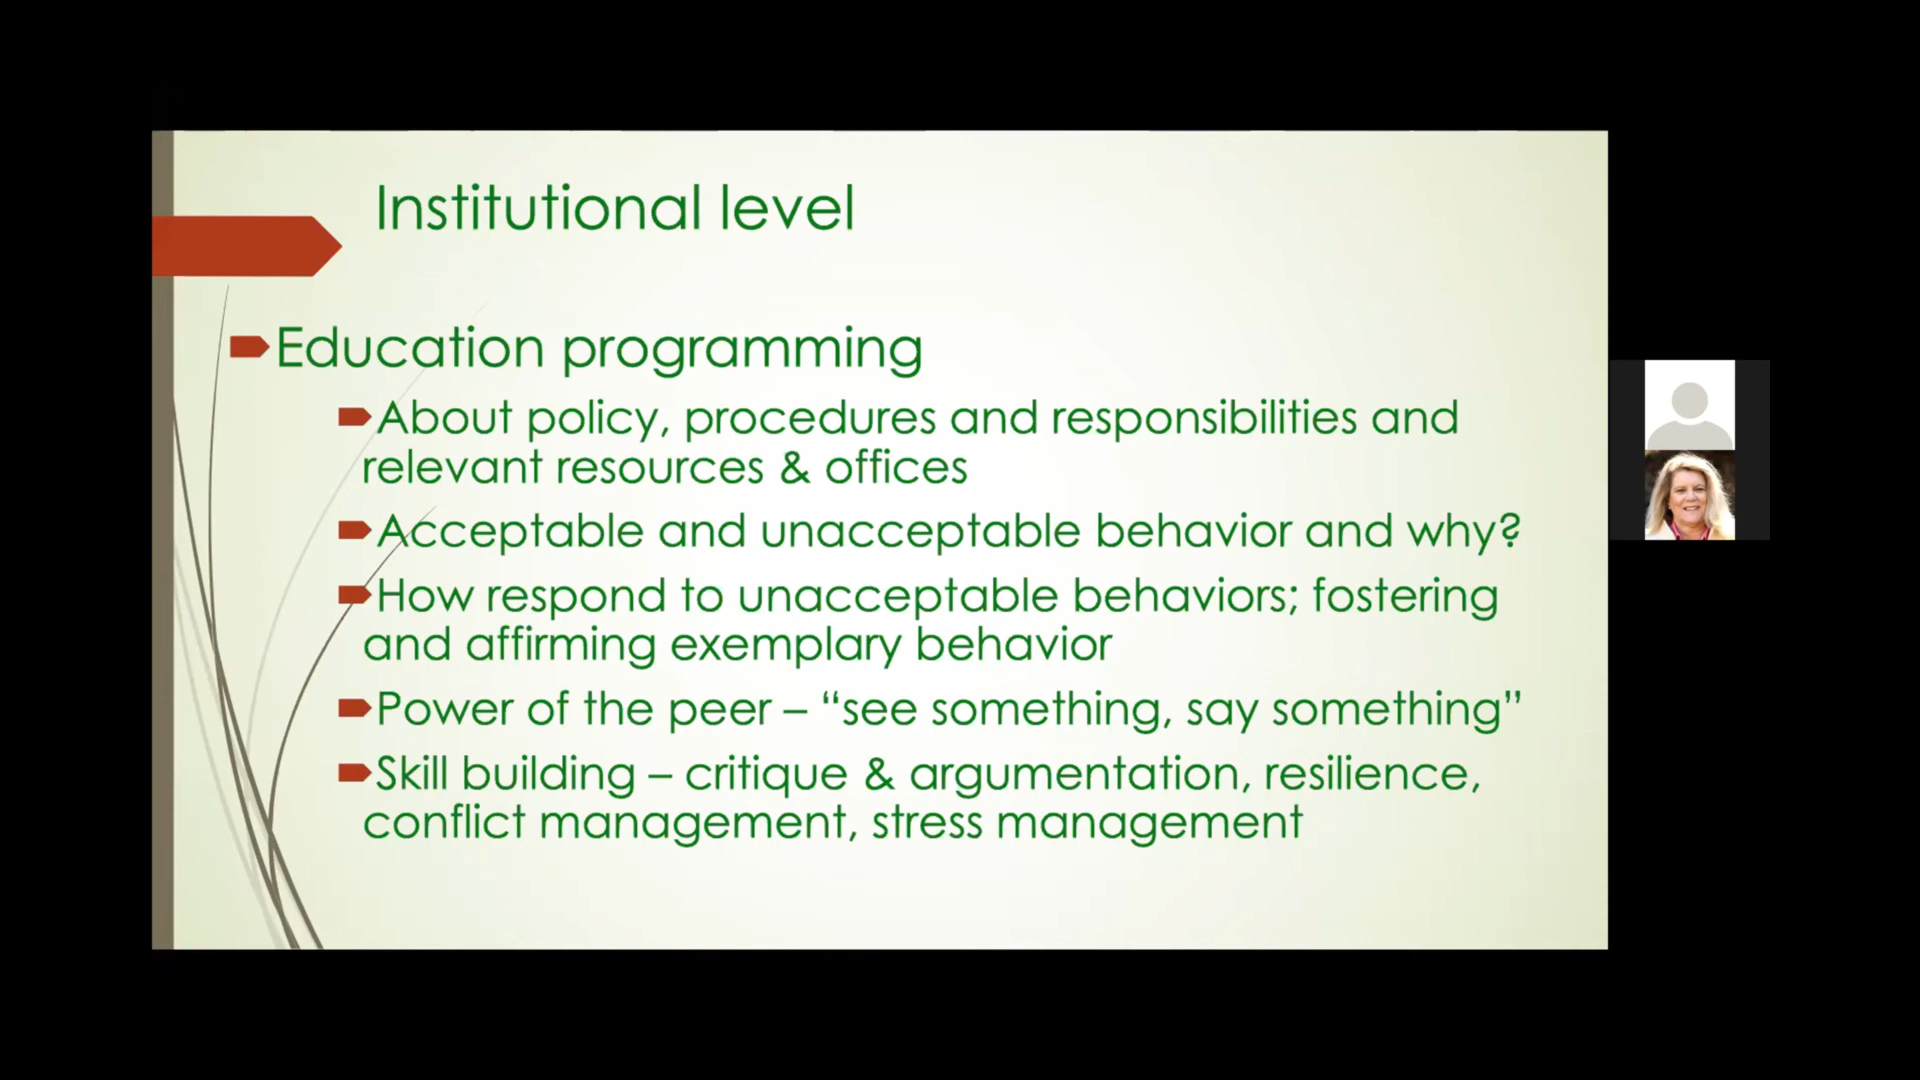 Institutional level
Education programming
About policy, procedures and responsibilities and
relevant resources & offices
Acceptable and unacceptable behavior and why?
How respond to unacceptable behaviors; fostering
and affirming exemplary behavior
Power of the peer – “see something, say something”
Skill building – critique & argumentation, resilience,
conflict management, stress management